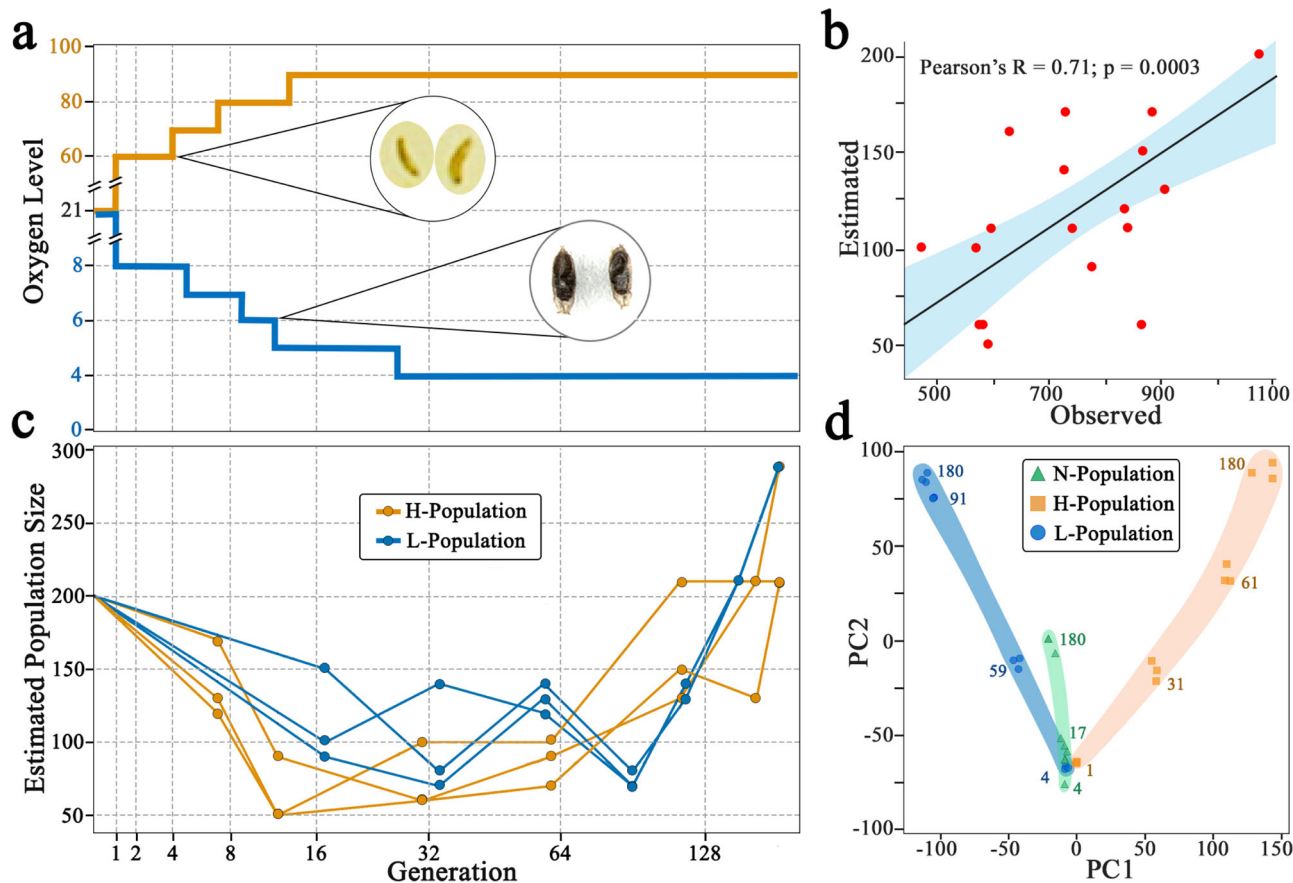 a
100
80
60
21
8
6
4
0
Oxygen Level
b
Pearson's R = 0.71; p = 0.0003
200
150
100
50
Estimated
500 700 900 1100
Observed
c
300
250
200
150
100
50
Estimated Population Size
H-Population
L-Population
1 2 4 8 16 32 64 128
Generation
d
100
50
0
-50
-100
PC2
N-Population
H-Population
L-Population
180
91
59
4
180
17
4
180
61
31
1
-100 -50 0 50 100 150
PC1